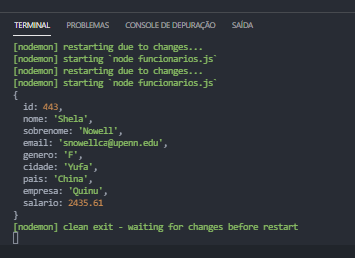 TERMINAL PROBLEMAS CONSOLE DE DEPURAÇÃO SAÍDA
[nodemon] restarting due to changes...
[nodemon] starting `node funcionarios.js`
[nodemon] restarting due to changes...
[nodemon] starting `node funcionarios.js`
{
  id: 443,
  nome: 'Shela',
  sobrenome: 'Nowell',
  email: 'snowellca@upenn.edu',
  genero: 'F',
  cidade: 'Yufa',
  pais: 'China',
  empresa: 'Quinu',
  salario: 2435.61
}
[nodemon] clean exit - waiting for changes before restart